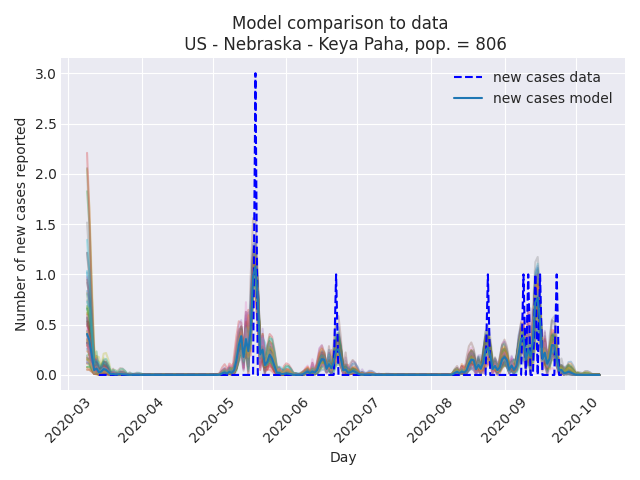 Model comparison to data
US - Nebraska - Keya Paha, pop. = 806
Number of new cases reported
3.0
2.5
2.0
1.5
1.0
0.5
0.0
new cases data
new cases model
2020-03
2020-04
2020-05
2020-06
2020-07
2020-08
2020-09
2020-10
Day